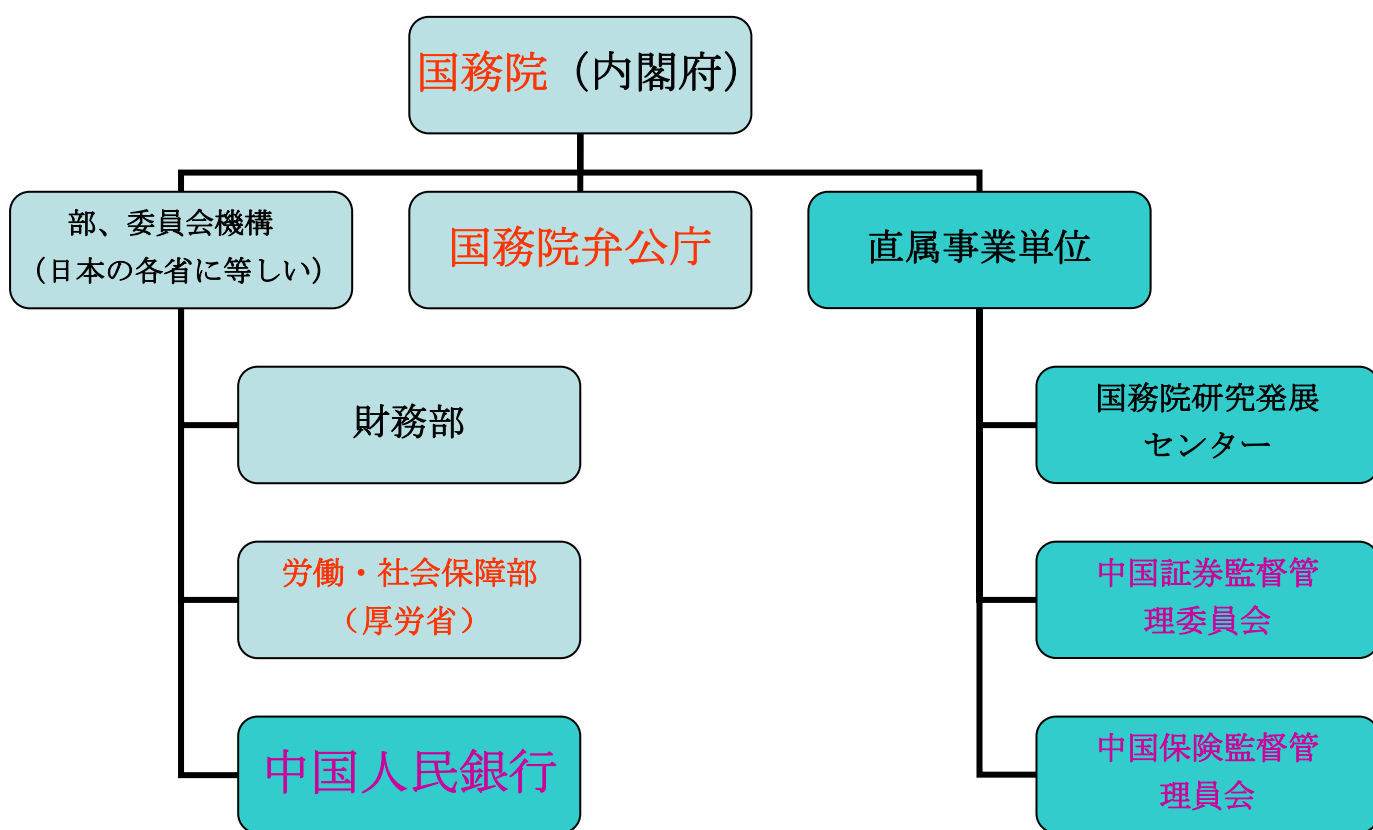 国務院（内閣府）
部、委員会機構
（日本の各省に等しい）
国務院弁公庁
直属事業単位
財務部
労働・社会保障部
（厚労省）
中国人民銀行
国務院研究発展
センター
中国証券監督管
理委員会
中国保険監督管
理員会